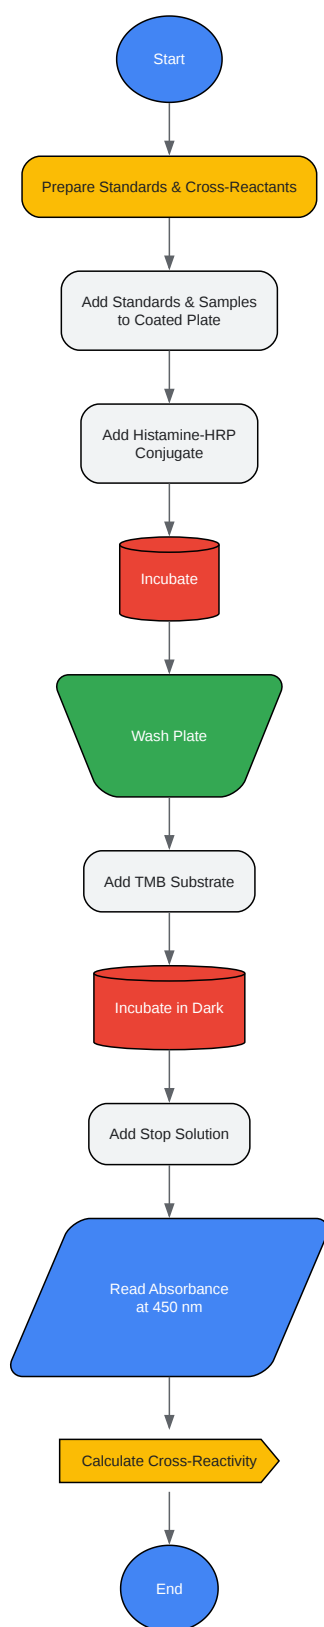 Start
Prepare Standards & Cross-Reactants
Add Standards & Samples
to Coated Plate
Add Histamine-HRP
Conjugate
Incubate
Wash Plate
Add TMB Substrate
Incubate in Dark
Add Stop Solution
Read Absorbance
at 450 nm
Calculate Cross-Reactivity
End